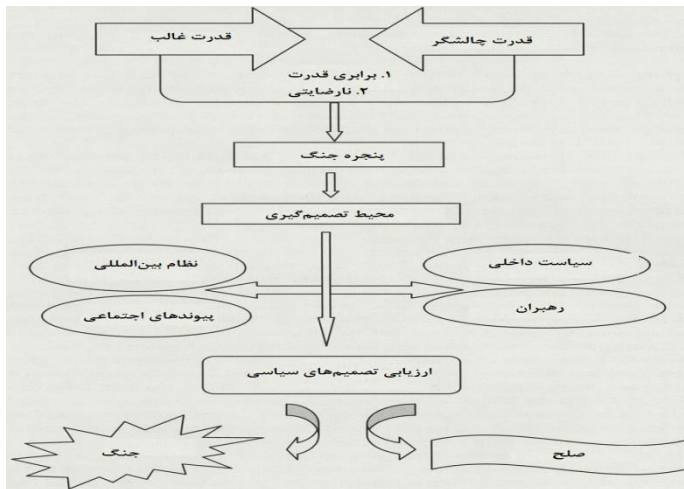 قدرت چالشگر
قدرت غالب
۱. برابری قدرت
۲. نارضایتی
پنجره جنگ
محیط تصمیم‌گیری
سیاست داخلی
نظام بین‌المللی
رهبران
پیوندهای اجتماعی
ارزیابی تصمیم‌های سیاسی
صلح
جنگ